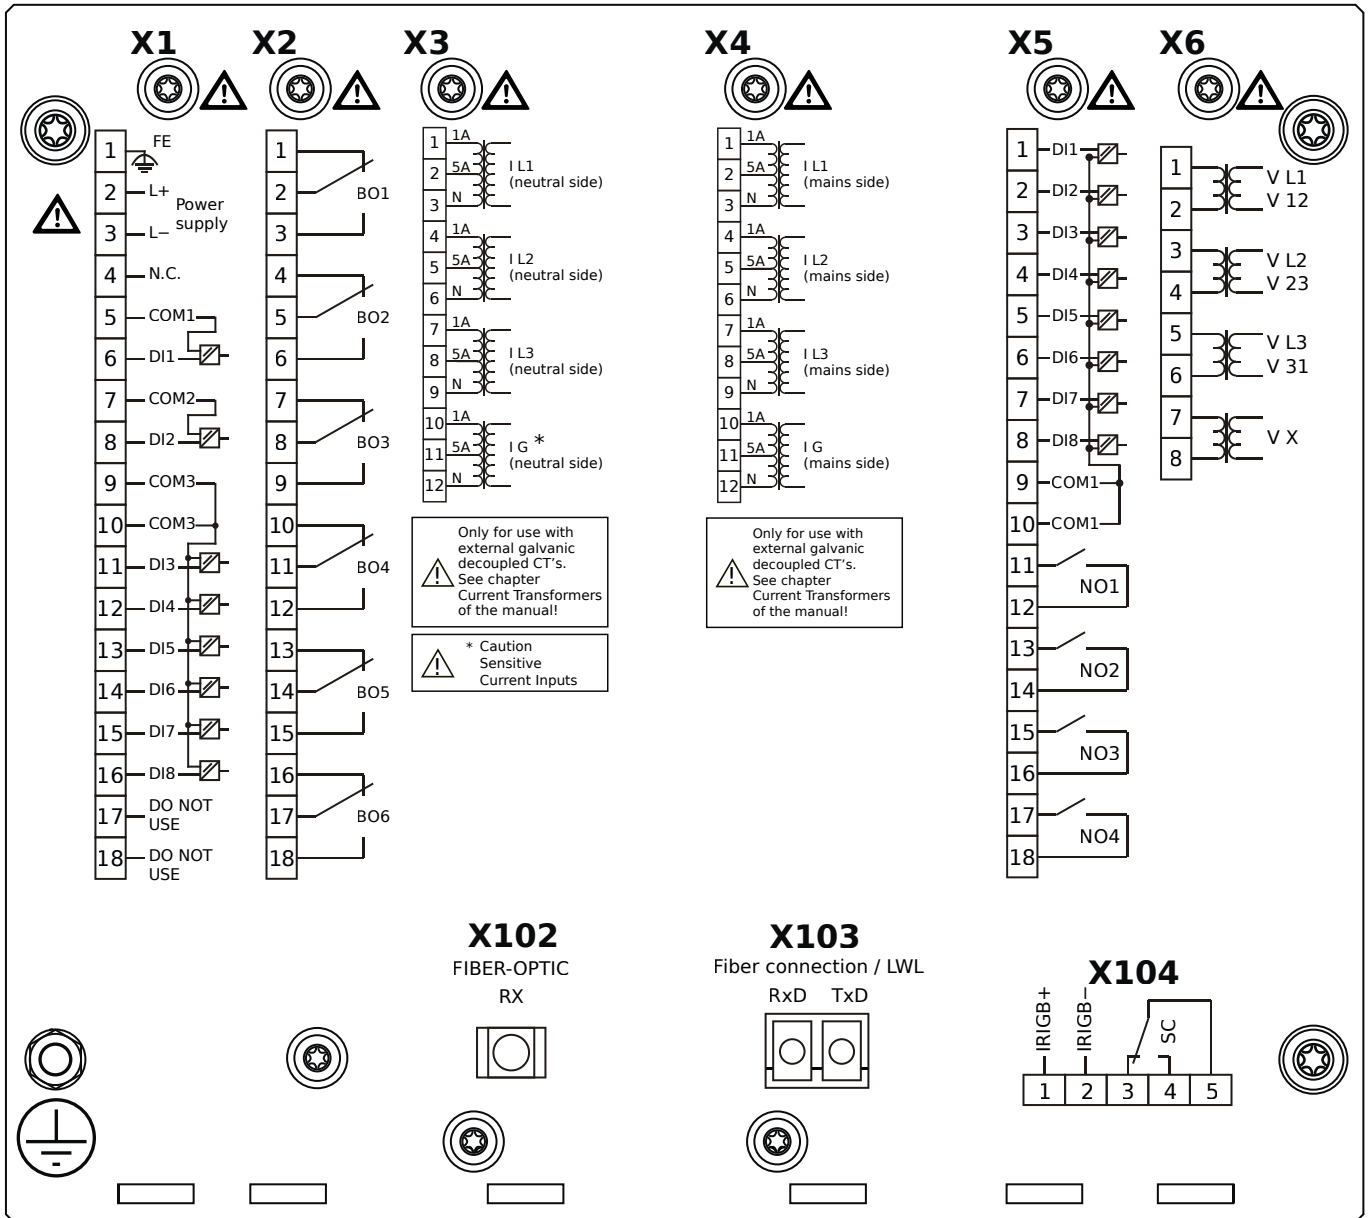 X1
X2
X3
X4
X5
X6
1 FE
2 L+
Power
supply
3 L−
4 N.C.
5 COM1
6 DI1
7 COM2
8 DI2
9 COM3
10 COM3
11 DI3
12 DI4
13 DI5
14 DI6
15 DI7
16 DI8
17 DO NOT
USE
18 DO NOT
USE
1
2 BO1
3
4
5 BO2
6
7
8 BO3
9
10
11 BO4
12
13
14 BO5
15
16
17 BO6
18
1 1A
2 5A I L1
(neutral side)
3 N
4 1A
5 5A I L2
(neutral side)
6 N
7 1A
8 5A I L3
(neutral side)
9 N
10 1A
11 5A I G *
(neutral side)
12 N
Only for use with
external galvanic
decoupled CT's.
See chapter
Current Transformers
of the manual!
* Caution
Sensitive
Current Inputs
1 1A
2 5A I L1
(mains side)
3 N
4 1A
5 5A I L2
(mains side)
6 N
7 1A
8 5A I L3
(mains side)
9 N
10 1A
11 5A I G
(mains side)
12 N
Only for use with
external galvanic
decoupled CT's.
See chapter
Current Transformers
of the manual!
1 DI1
2 DI2
3 DI3
4 DI4
5 DI5
6 DI6
7 DI7
8 DI8
9 COM1
10 COM1
11
NO1
12
13
NO2
14
15
NO3
16
17
NO4
18
1
V L1
2 V 12
3
V L2
4 V 23
5
V L3
6 V 31
7
V X
8
X102
FIBER-OPTIC
RX
X103
Fiber connection / LWL
RxD TxD
X104
IRIGB+
IRIGB−
SC
1 2 3 4 5